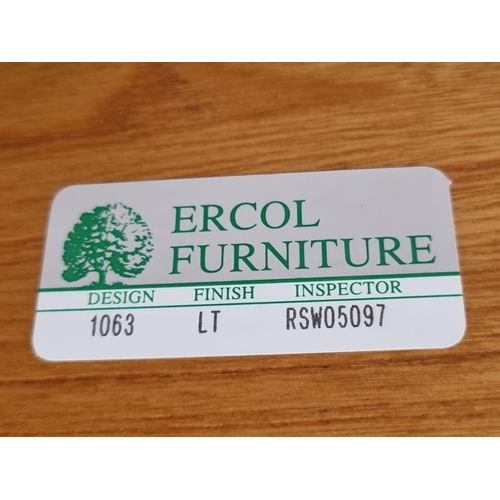 ERCOL
FURNITURE
DESIGN FINISH INSPECTOR
1063 LT RSW05097